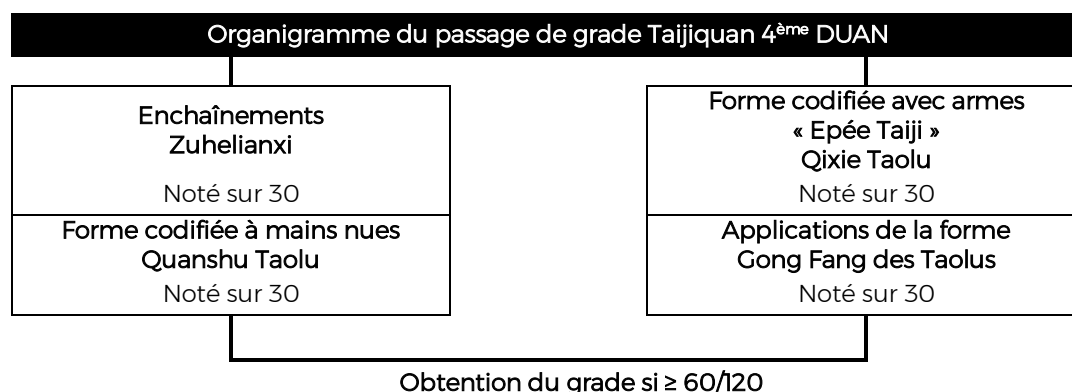 Organigramme du passage de grade Taijiquan 4ème DUAN
Enchaînements
Zuhelianxi
Noté sur 30
Forme codifiée à mains nues
Quanshu Taolu
Noté sur 30
Forme codifiée avec armes
« Epée Taiji »
Qixie Taolu
Noté sur 30
Applications de la forme
Gong Fang des Taolus
Noté sur 30
Obtention du grade si ≥ 60/120